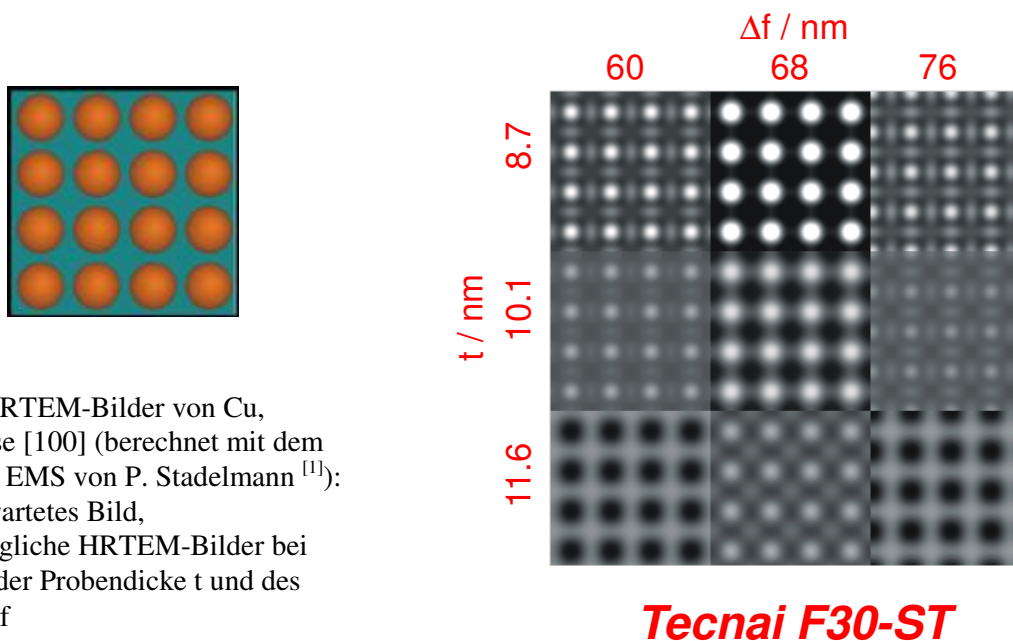 Δf / nm
60 68 76
8.7
10.1
11.6
t / nm
RTEM-Bilder von Cu,
se [100] (berechnet mit dem
EMS von P. Stadelmann [1]):
artetes Bild,
gliche HRTEM-Bilder bei
der Probendicke t und des
f
Tecnai F30-ST